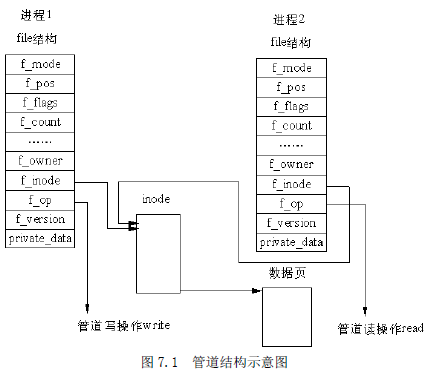 进程1
file结构
f_mode
f_pos
f_flags
f_count
……
f_owner
f_inode
f_op
f_version
private_data
管道写操作write
inode
进程2
file结构
f_mode
f_pos
f_flags
f_count
……
f_owner
f_inode
f_op
f_version
private_data
数据页
管道读操作read
图 7.1 管道结构示意图